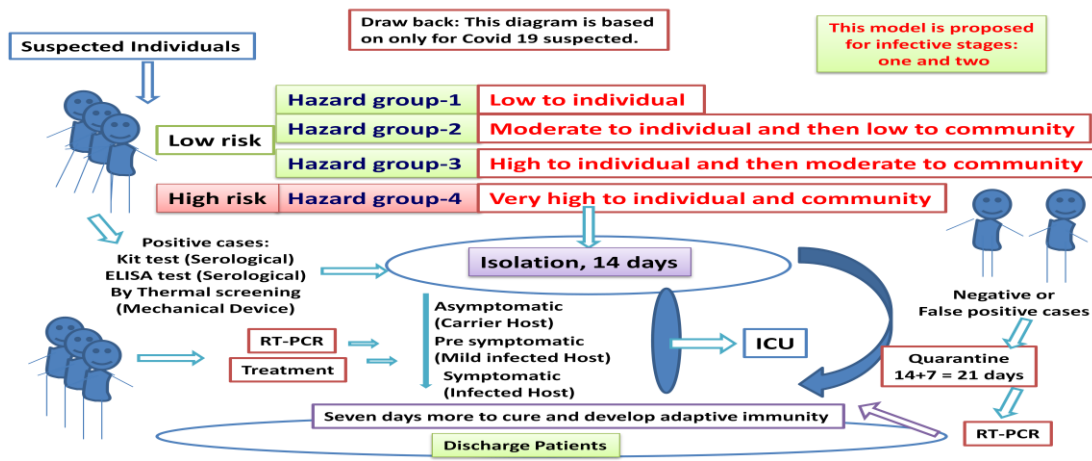 Draw back: This diagram is based
on only for Covid 19 suspected.
This model is proposed
for infective stages:
one and two
Suspected Individuals
Hazard group-1 Low to individual
Low risk
Hazard group-2 Moderate to individual and then low to community
Hazard group-3 High to individual and then moderate to community
High risk Hazard group-4 Very high to individual and community
Positive cases:
Kit test (Serological)
ELISA test (Serological)
By Thermal screening
(Mechanical Device)
Isolation, 14 days
Asymptomatic
(Carrier Host)
Pre symptomatic
(Mild infected Host)
Symptomatic
(Infected Host)
RT-PCR
Treatment
ICU
Negative or
False positive cases
Quarantine
14+7 = 21 days
RT-PCR
Seven days more to cure and develop adaptive immunity
Discharge Patients